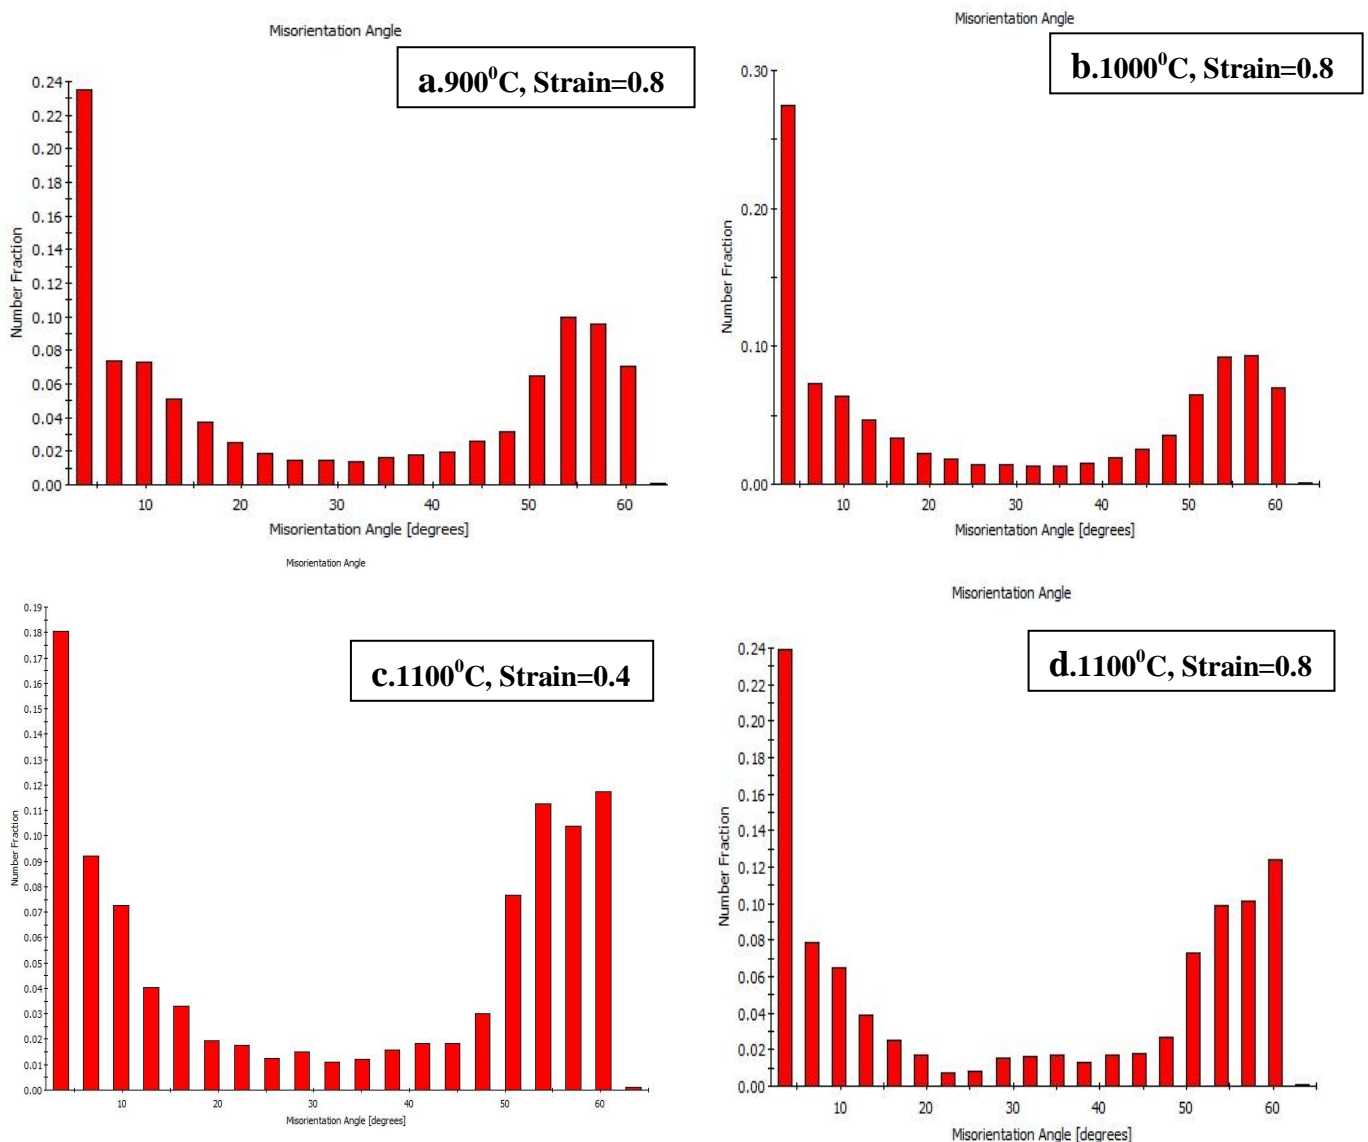 Misorientation Angle
a.900⁰C, Strain=0.8
0.24
0.22
0.20
0.18
0.16
0.14
0.12
0.10
0.08
0.06
0.04
0.02
0.00
Number Fraction
10 20 30 40 50 60
Misorientation Angle [degrees]
Misorientation Angle
b.1000⁰C, Strain=0.8
0.30
0.20
0.10
0.00
Number Fraction
10 20 30 40 50 60
Misorientation Angle [degrees]
Misorientation Angle
c.1100⁰C, Strain=0.4
0.19
0.18
0.17
0.16
0.15
0.14
0.13
0.12
0.11
0.10
0.09
0.08
0.07
0.06
0.05
0.04
0.03
0.02
0.01
0.00
Number Fraction
10 20 30 40 50 60
Misorientation Angle [degrees]
Misorientation Angle
d.1100⁰C, Strain=0.8
0.24
0.22
0.20
0.18
0.16
0.14
0.12
0.10
0.08
0.06
0.04
0.02
0.00
Number Fraction
10 20 30 40 50 60
Misorientation Angle [degrees]